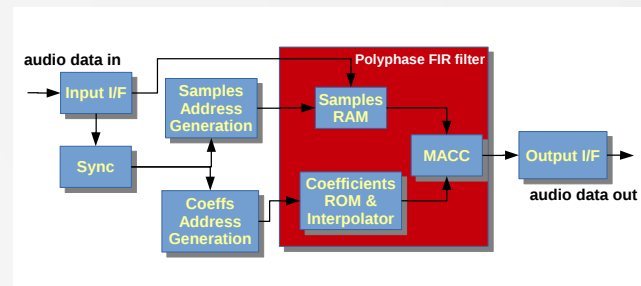 audio data in
Input I/F
Sync
Samples
Address
Generation
Coeffs
Address
Generation
Polyphase FIR filter
Samples
RAM
Coefficients
ROM &
Interpolator
MACC
Output I/F
audio data out